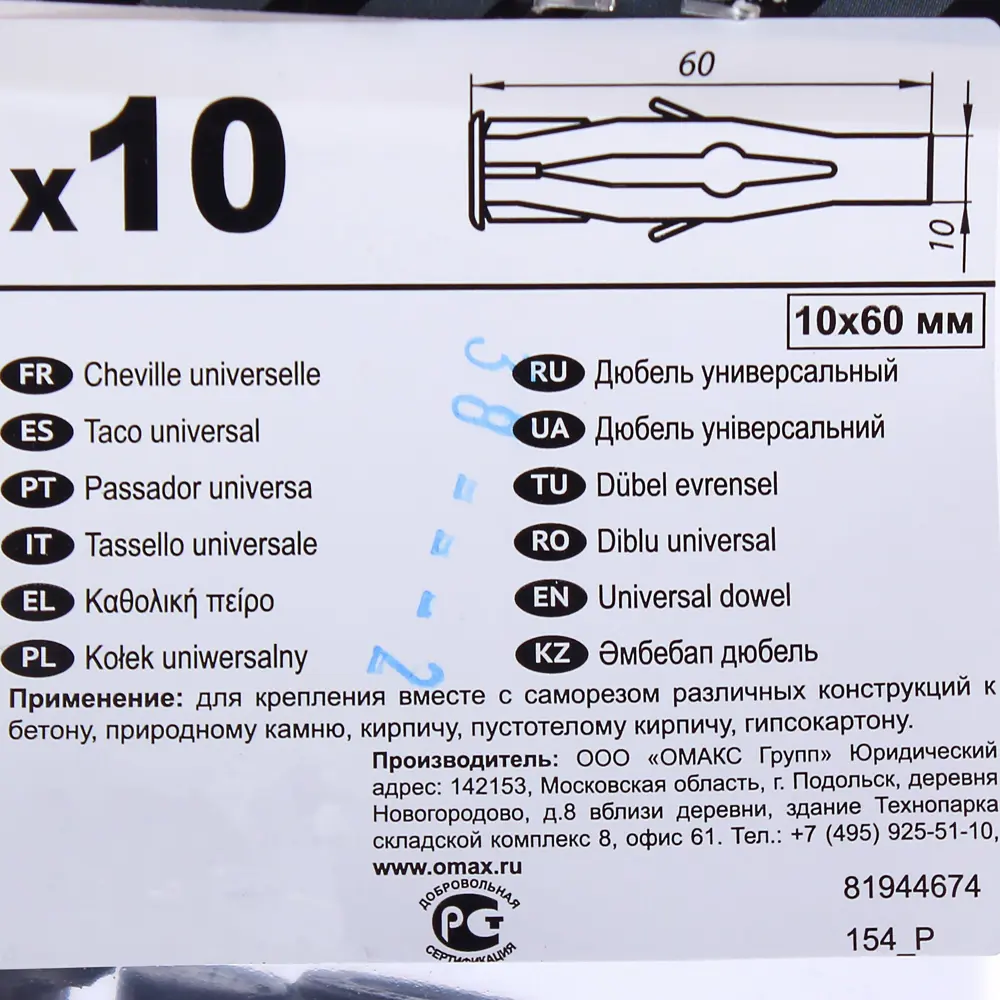 x10
60
10
10x60 мм
FR Cheville universelle
ES Taco universal
PT Passador universa
IT Tassello universale
EL Καθολική πείρο
PL Kołek uniwersalny
RU Дюбель универсальный
UA Дюбель універсальний
TU Dübel evrensel
RO Diblu universal
EN Universal dowel
KZ Әмбебап дюбель
38----2
Применение: для крепления вместе с саморезом различных конструкций к
бетону, природному камню, кирпичу, пустотелому кирпичу, гипсокартону.
Производитель: ООО «ОМАКС Групп» Юридический
адрес: 142153, Московская область, г. Подольск, деревня
Новогородово, д.8 вблизи деревни, здание Технопарка
складской комплекс 8, офис 61. Тел.: +7 (495) 925-51-10,
www.omax.ru
ДОБРОВОЛЬНАЯ
РСТ
СЕРТИФИКАЦИЯ
81944674
154_P